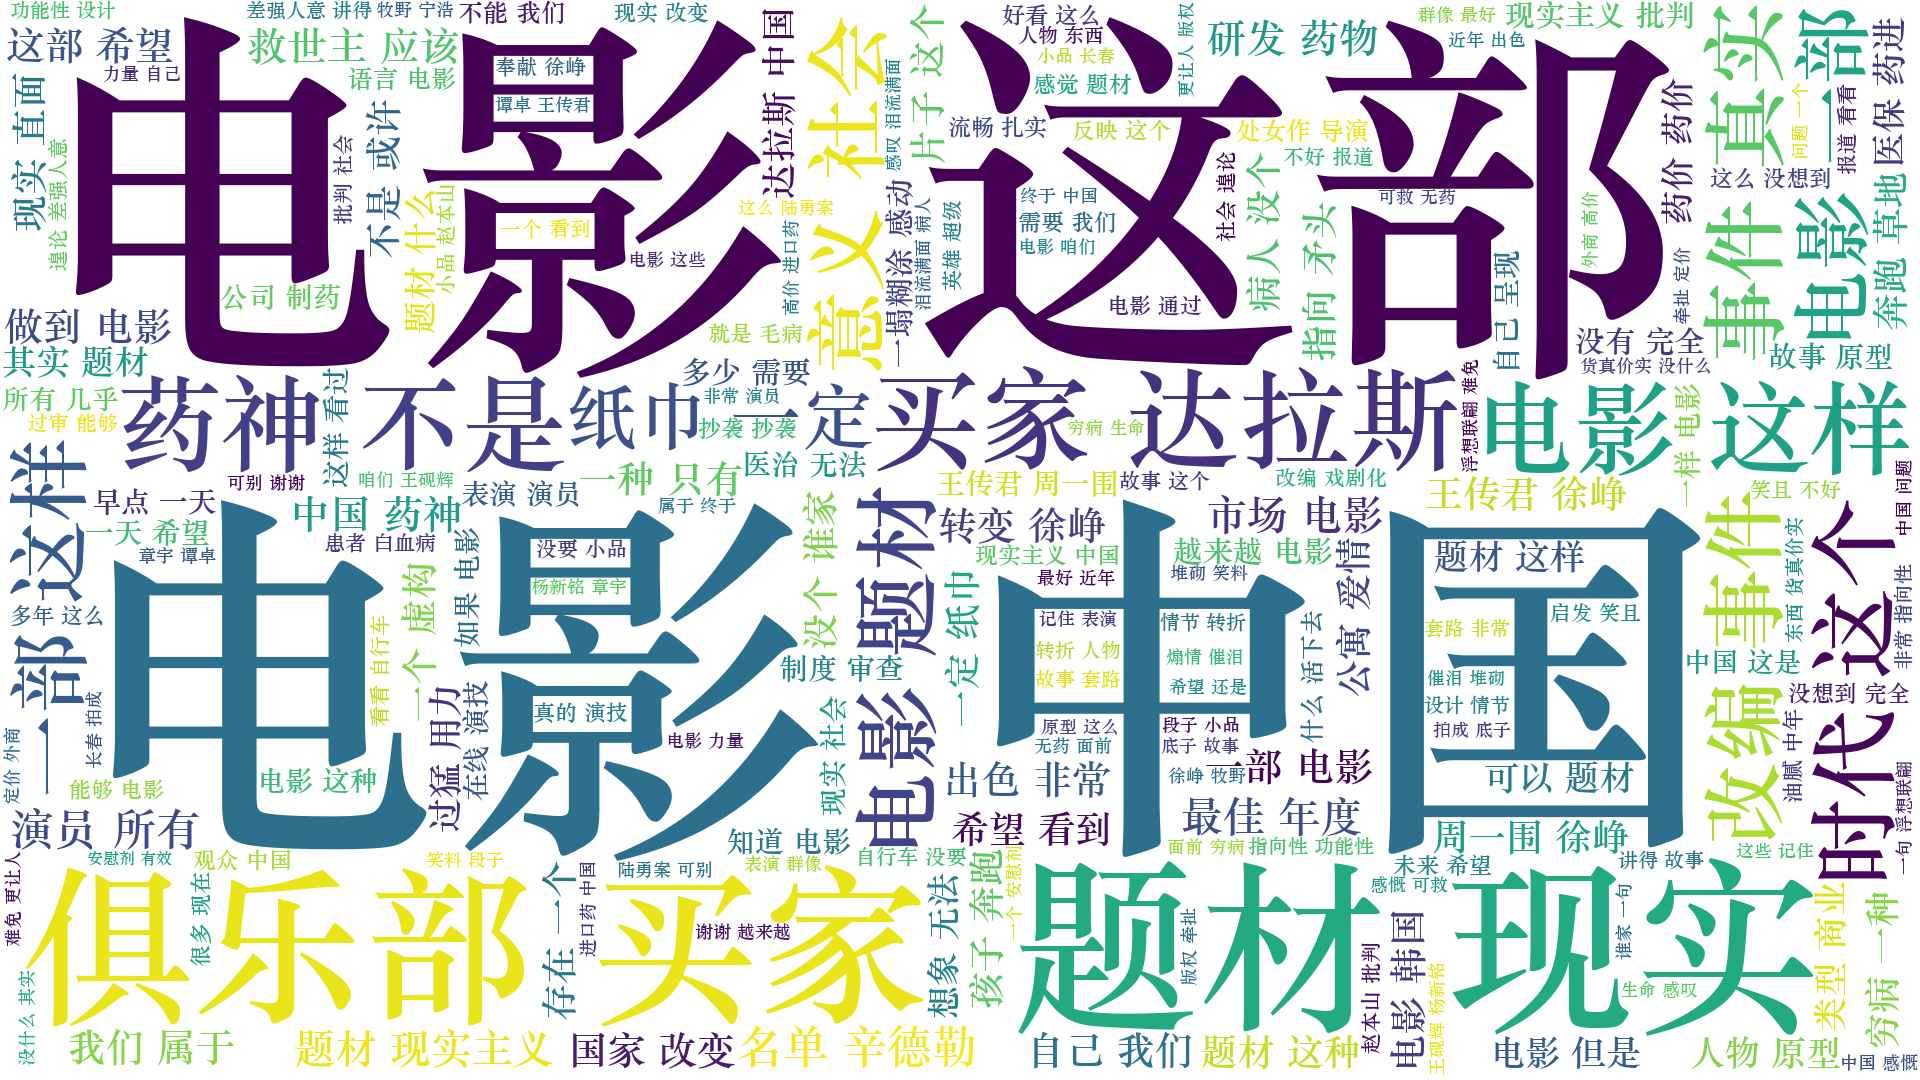 功能性 设计
差强人意 讲得
牧野 宁浩
不能 我们
现实 改变
好看 这么
人物 东西
更让人 版权
群像 最好
现实主义 批判
这部 希望
救世主 应该
力量 自己
语言 电影
奉献 徐峥
谭卓 王传君
达拉斯 中国
意义 社会
感叹 泪流满面
片子 这个
小品 长春
感觉 题材
研发 药物
近年 出色
事件 真实
电影 一部
医保 药进
电影 这部
现实 直面
遑论 差强人意
批判 社会
不是 或许
题材 什么
小品 赵本山
一个 看到
电影 这些
这么 陆勇案
高价 进口药
一塌糊涂 感动
泪流满面 病人
英雄 超级
流畅 扎实
反映 这个
终于 中国
需要 我们
电影 咱们
社会 遑论
处女作 导演
不好 报道
病人 没个
指向 矛头
可救 无药
自己 呈现
外商 高价
药价 药价
牵扯 定价
问题 一个
报道 看看
这么 没想到
奔跑 草地
公司 制药
做到 电影
就是 毛病
电影 通过
没有 完全
故事 原型
其实 题材
多少 需要
货真价实 没什么
所有 几乎
过审 能够
这样 看过
药神 不是
纸巾 一定
非常 演员
抄袭 抄袭
买家 达拉斯
穷病 生命
浮想联翩 难免
电影 这样
一样 电影
一部 这样
可别 谢谢
咱们 王砚辉
医治 无法
一种 只有
故事 这个
改编 戏剧化
早点 一天
中国 药神
表演 演员
属于 终于
王传君 周一围
王传君 徐峥
笑且 不好
一天 希望
章宇 谭卓
患者 白血病
没要 小品
没个 谁家
电影 题材
转变 徐峥
市场 电影
现实主义 中国
越来越 电影
改编 事件
时代 这个
中国 问题
东西 货真价实
非常 指向性
电影 中国
多年 这么
看看 自行车
一个 虚构
如果 电影
杨新铭 章宇
制度 审查
一定 纸巾
最好 近年
堆砌 笑料
记住 表演
情节 转折
转折 人物
煽情 催泪
故事 套路
希望 还是
什么 活下去
公寓 爱情
题材 这样
套路 非常
启发 笑且
催泪 堆砌
设计 情节
拍成 底子
中国 这是
没想到 完全
定价 外商
长春 拍成
能够 电影
电影 这种
过猛 用力
在线 演技
真的 演技
电影 力量
现实 社会
原型 这么
段子 小品
无药 面前
底子 故事
出色 非常
徐峥 牧野
一部 电影
可以 题材
油腻 中年
一句 浮想联翩
演员 所有
知道 电影
希望 看到
最佳 年度
周一围 徐峥
这些 记住
难免 更让人
安慰剂 有效
观众 中国
笑料 段子
陆勇案 可别
表演 群像
自行车 没要
面前 穷病
指向性 功能性
未来 希望
讲得 故事
俱乐部 买家
很多 现在
存在 一个
进口药 中国
谢谢 越来越
想象 无法
孩子 奔跑
一个 安慰剂
题材 现实
感慨 可救
版权 牵扯
赵本山 批判
电影 韩国
王砚辉 杨新铭
谁家 一句
生命 感叹
类型 商业
穷病 一种
没什么 其实
我们 属于
题材 现实主义
国家 改变
名单 辛德勒
自己 我们
题材 这种
电影 但是
人物 原型
中国 感慨